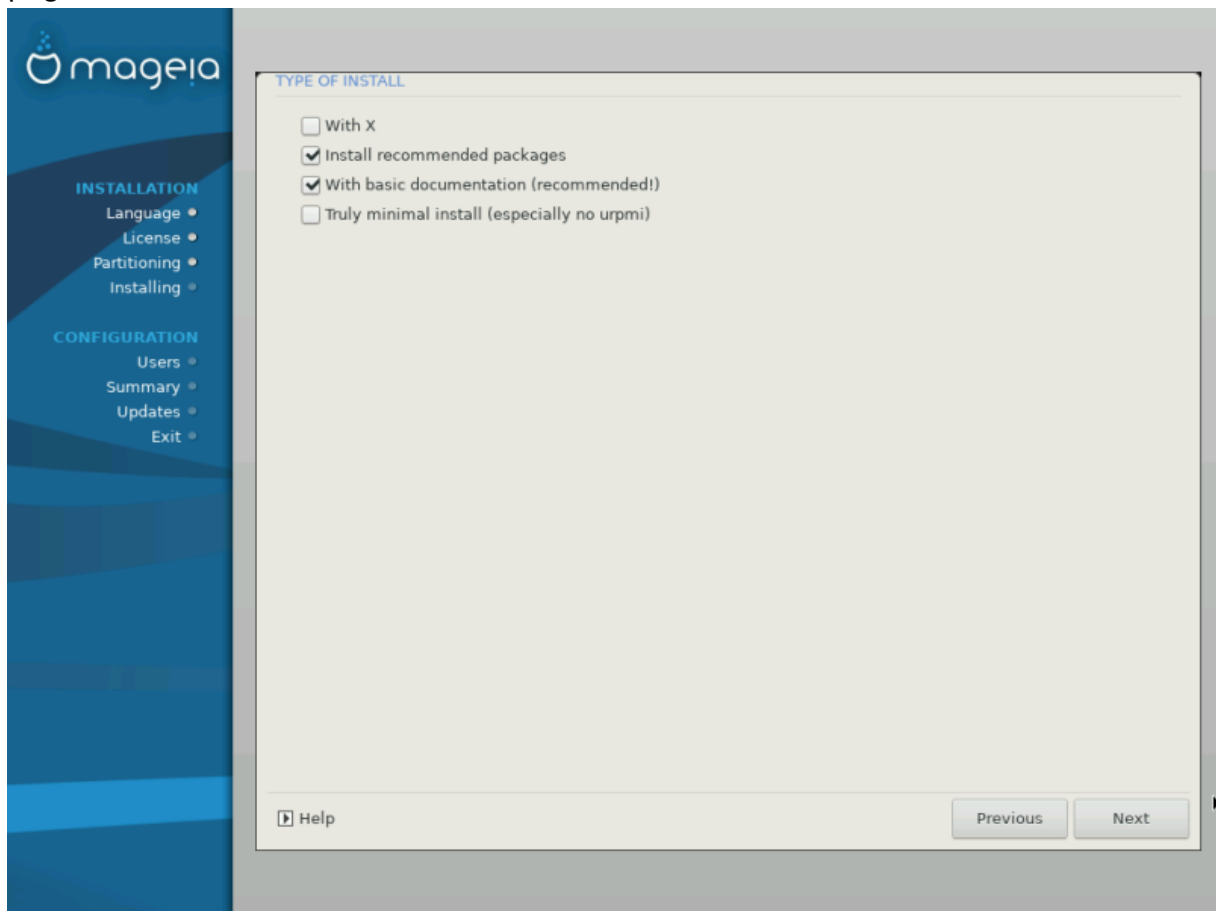 mageia
INSTALLATION
Language
License
Partitioning
Installing
CONFIGURATION
Users
Summary
Updates
Exit
TYPE OF INSTALL
With X
Install recommended packages
With basic documentation (recommended!)
Truly minimal install (especially no urpmi)
Help
Previous
Next